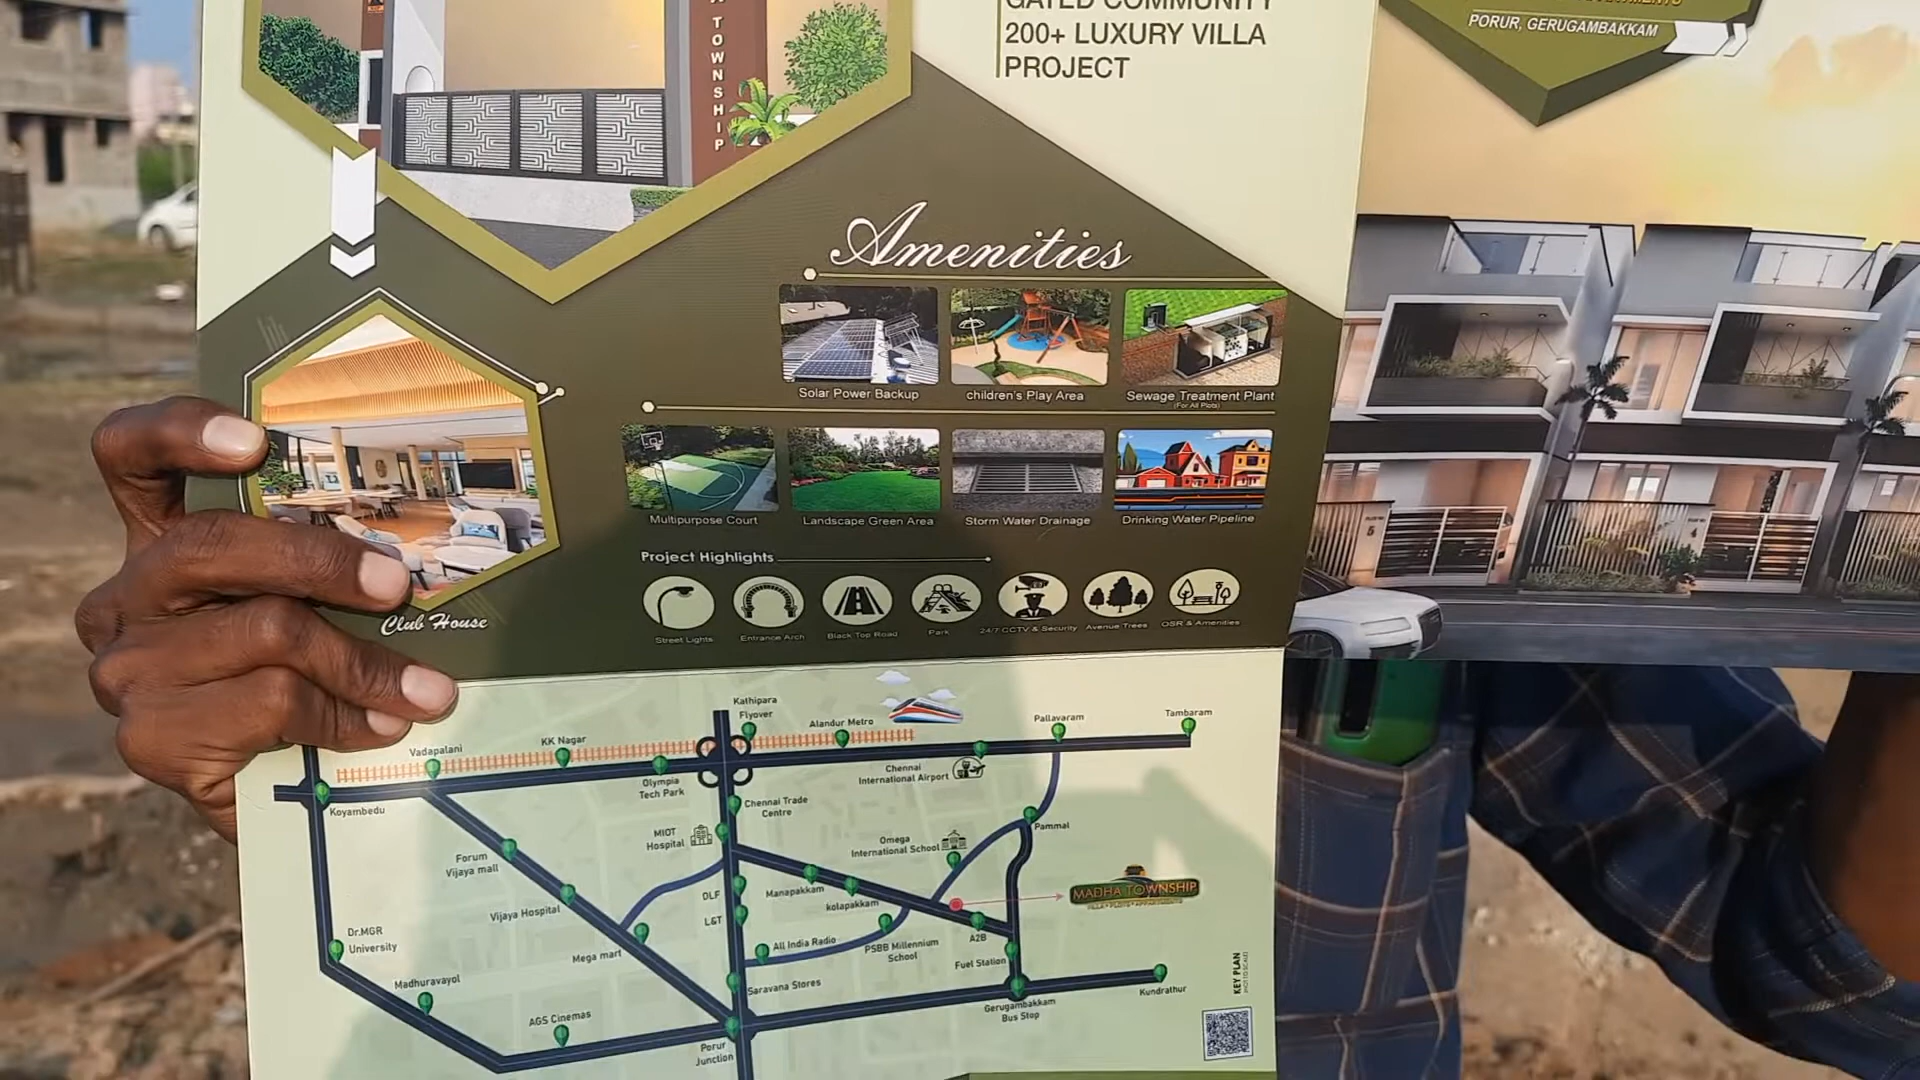 GATED COMMUNITY
200+ LUXURY VILLA
PROJECT
PORUR, GERUGAMBAKKAM
TOWNSHIP
Amenities
Solar Power Backup
children's Play Area
Sewage Treatment Plant
(For All Plots)
Multipurpose Court
Landscape Green Area
Storm Water Drainage
Drinking Water Pipeline
Project Highlights
Street Lights
Entrance Arch
Black Top Road
Park
24/7 CCTV & Security
Avenue Trees
OSR & Amenities
Club House
Kathipara
Flyover
Alandur Metro
Pallavaram
Tambaram
Vadapalani
KK Nagar
Olympia
Tech Park
Chennai
International Airport
Koyambedu
Chennai Trade
Centre
MIOT
Hospital
Omega
International School
Pammal
Forum
Vijaya mall
DLF
Manapakkam
kolapakkam
MADHA TOWNSHIP
Vijaya Hospital
L&T
All India Radio
PSBB Millennium
School
A2B
Fuel Station
Dr.MGR
University
Mega mart
Madhuravayol
Saravana Stores
Gerugambakkam
Bus Stop
Kundrathur
AGS Cinemas
Porur
Junction
KEY PLAN